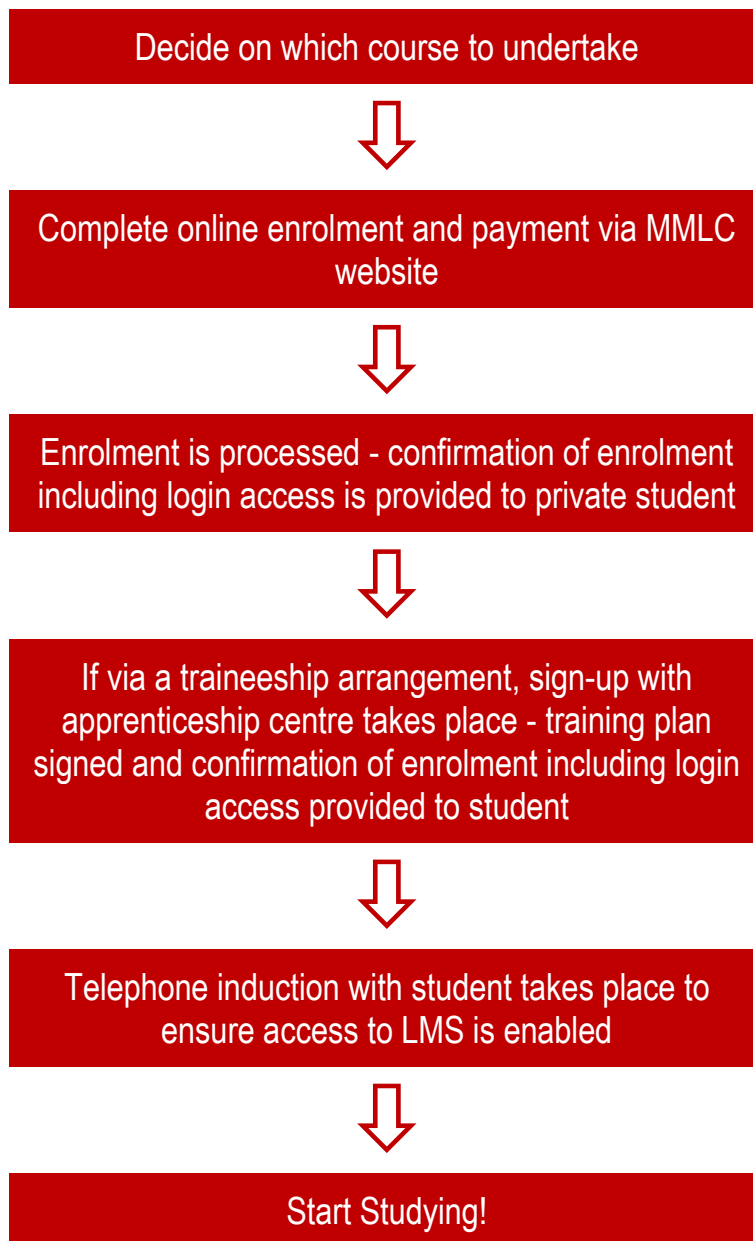 Decide on which course to undertake
Complete online enrolment and payment via MMLC
website
Enrolment is processed - confirmation of enrolment
including login access is provided to private student
If via a traineeship arrangement, sign-up with
apprenticeship centre takes place - training plan
signed and confirmation of enrolment including login
access provided to student
Telephone induction with student takes place to
ensure access to LMS is enabled
Start Studying!